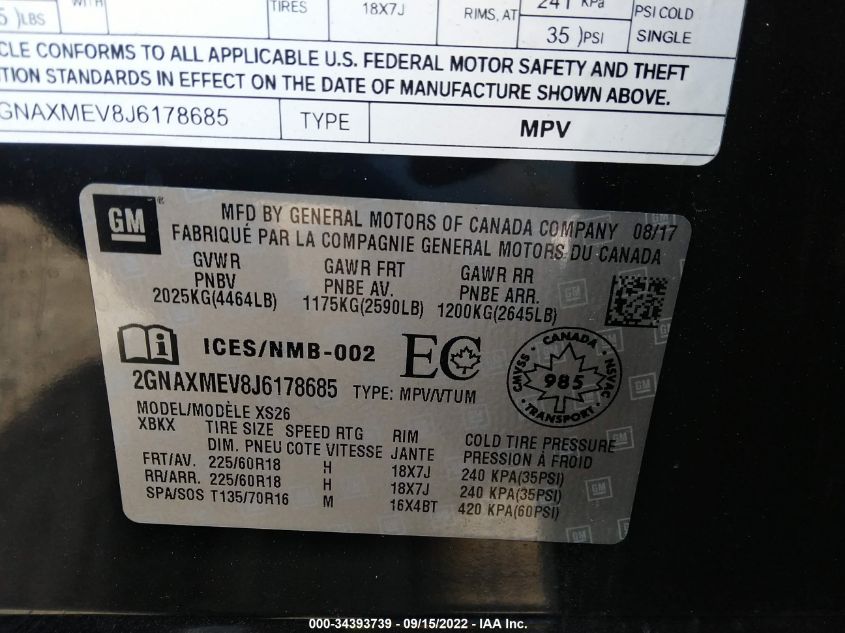 5 )LBS WITH TIRES 18X7J RIMS, AT 241 KPa PSI COLD
35 )PSI SINGLE
CLE CONFORMS TO ALL APPLICABLE U.S. FEDERAL MOTOR SAFETY AND THEFT
TION STANDARDS IN EFFECT ON THE DATE OF MANUFACTURE SHOWN ABOVE.
GNAXMEV8J6178685 TYPE MPV
GM ® MFD BY GENERAL MOTORS OF CANADA COMPANY 08/17
FABRIQUÉ PAR LA COMPAGNIE GENERAL MOTORS DU CANADA
GVWR GAWR FRT GAWR RR
PNBV PNBE AV. PNBE ARR.
2025KG(4464LB) 1175KG(2590LB) 1200KG(2645LB)
ICES/NMB-002 EC
CANADA
CMVSS NSVAC
985
TRANSPORT
2GNAXMEV8J6178685 TYPE: MPV/VTUM
MODEL/MODÈLE XS26
XBKX TIRE SIZE SPEED RTG RIM COLD TIRE PRESSURE
DIM. PNEU COTE VITESSE JANTE PRESSION À FROID
FRT/AV. 225/60R18 H 18X7J 240 KPA(35PSI)
RR/ARR. 225/60R18 H 18X7J 240 KPA(35PSI)
SPA/SOS T135/70R16 M 16X4BT 420 KPA(60PSI)
000-34393739 - 09/15/2022 - IAA Inc.